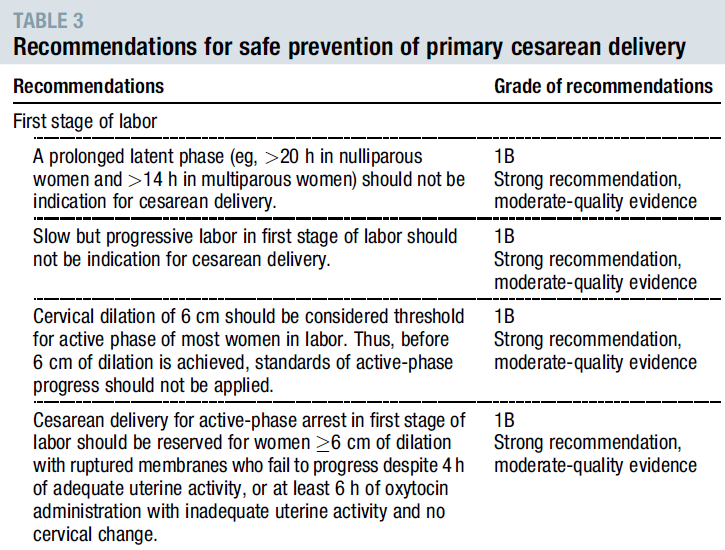 TABLE 3
Recommendations for safe prevention of primary cesarean delivery
Recommendations Grade of recommendations
First stage of labor
A prolonged latent phase (eg, >20 h in nulliparous 1B
women and >14 h in multiparous women) should not be Strong recommendation,
indication for cesarean delivery. moderate-quality evidence
Slow but progressive labor in first stage of labor should 1B
not be indication for cesarean delivery. Strong recommendation,
moderate-quality evidence
Cervical dilation of 6 cm should be considered threshold 1B
for active phase of most women in labor. Thus, before Strong recommendation,
6 cm of dilation is achieved, standards of active-phase moderate-quality evidence
progress should not be applied.
Cesarean delivery for active-phase arrest in first stage of 1B
labor should be reserved for women ≥6 cm of dilation Strong recommendation,
with ruptured membranes who fail to progress despite 4 h moderate-quality evidence
of adequate uterine activity, or at least 6 h of oxytocin
administration with inadequate uterine activity and no
cervical change.